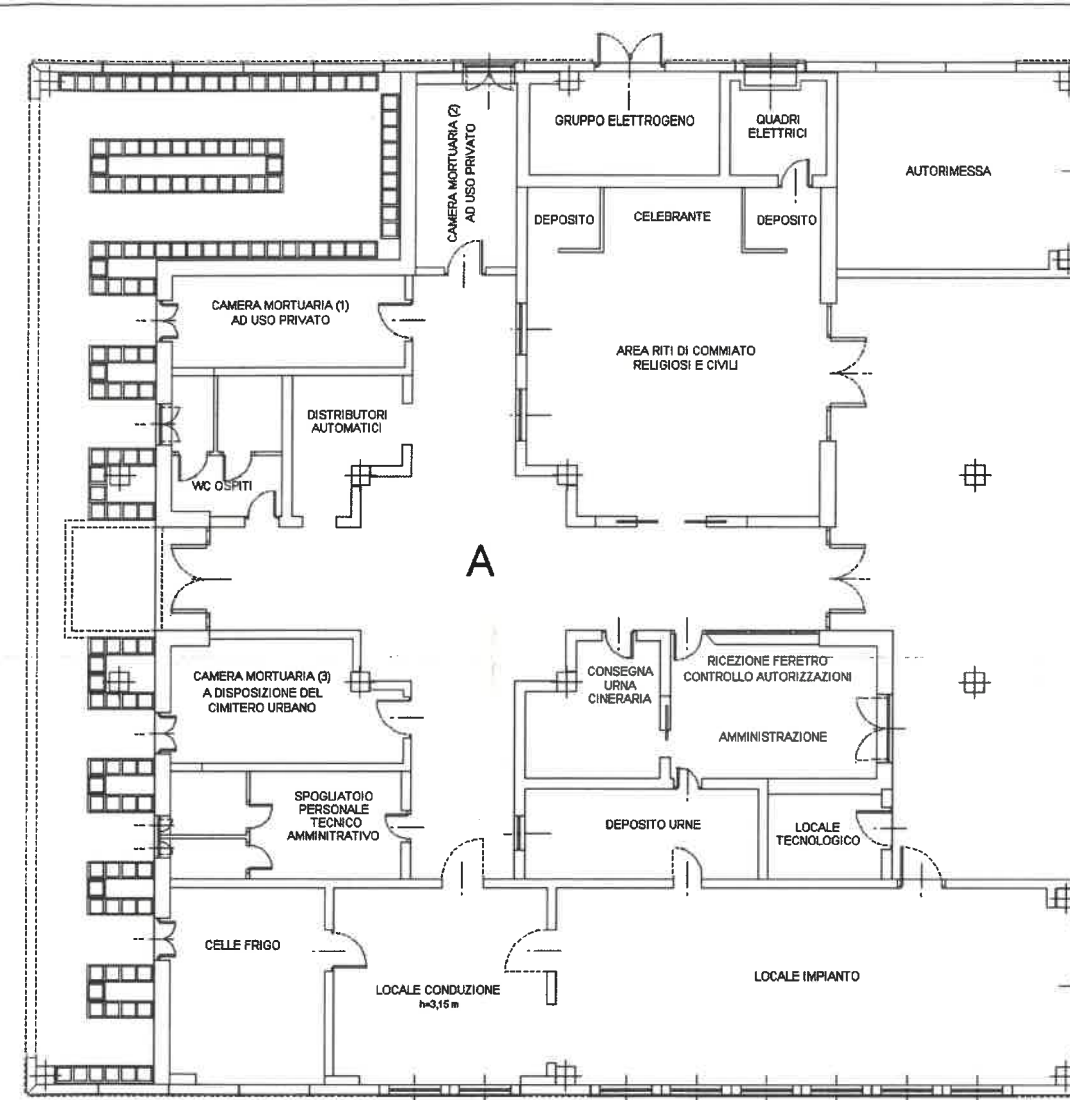 CAMERA MORTUARIA (2)
AD USO PRIVATO
GRUPPO ELETTROGENO
QUADRI
ELETTRICI
AUTORIMESSA
DEPOSITO
CELEBRANTE
DEPOSITO
CAMERA MORTUARIA (1)
AD USO PRIVATO
AREA RITI DI COMMIATO
RELIGIOSI E CIVILI
DISTRIBUTORI
AUTOMATICI
WC OSPITI
A
CAMERA MORTUARIA (3)
A DISPOSIZIONE DEL
CIMITERO URBANO
CONSEGNA
URNA
CINERARIA
RICEZIONE FERETRO
CONTROLLO AUTORIZZAZIONI
AMMINISTRAZIONE
SPOGLIATOIO
PERSONALE
TECNICO
AMMINITRATIVO
DEPOSITO URNE
LOCALE
TECNOLOGICO
CELLE FRIGO
LOCALE CONDUZIONE
h=3,15 m
LOCALE IMPIANTO